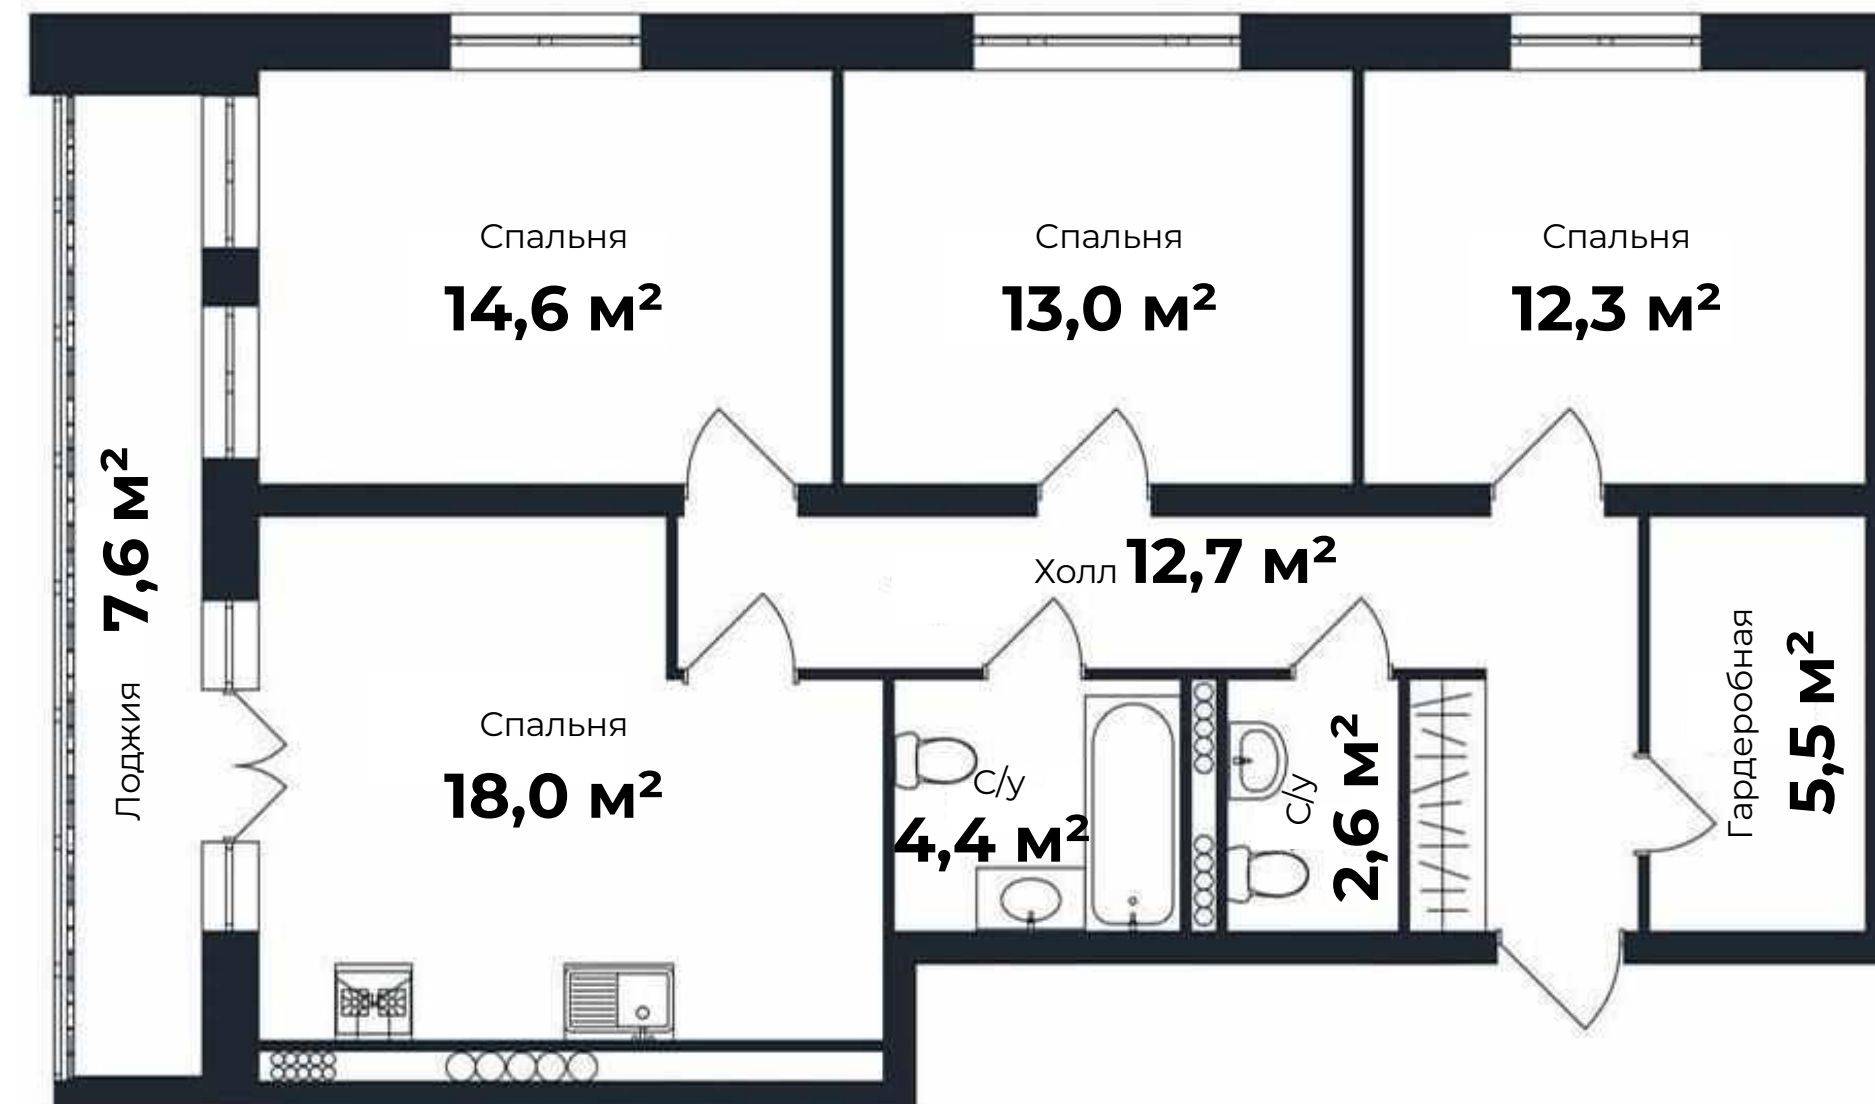 Спальня
14,6 м²
Спальня
13,0 м²
Спальня
12,3 м²
Лоджия
7,6 м²
Холл 12,7 м²
Спальня
18,0 м²
С/у
4,4 м²
С/у
2,6 м²
Гардеробная
5,5 м²